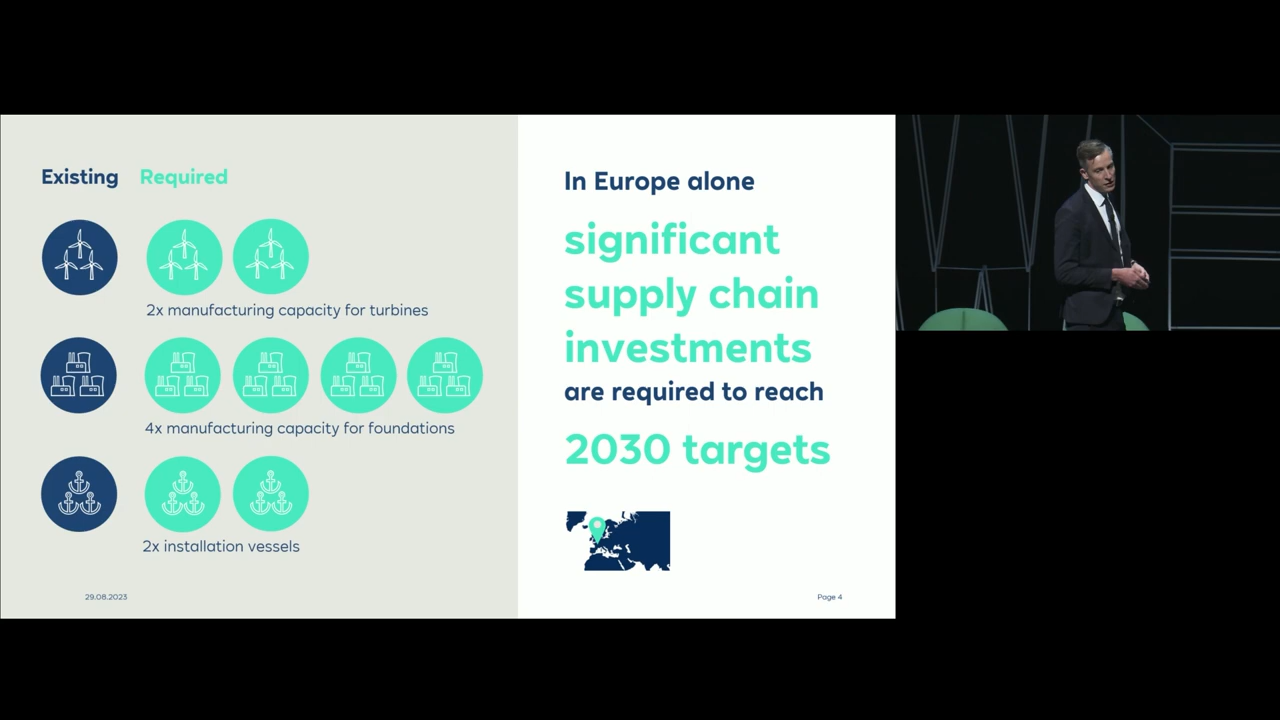 Existing Required
2x manufacturing capacity for turbines
4x manufacturing capacity for foundations
2x installation vessels
29.08.2023
In Europe alone
significant
supply chain
investments
are required to reach
2030 targets
Page 4